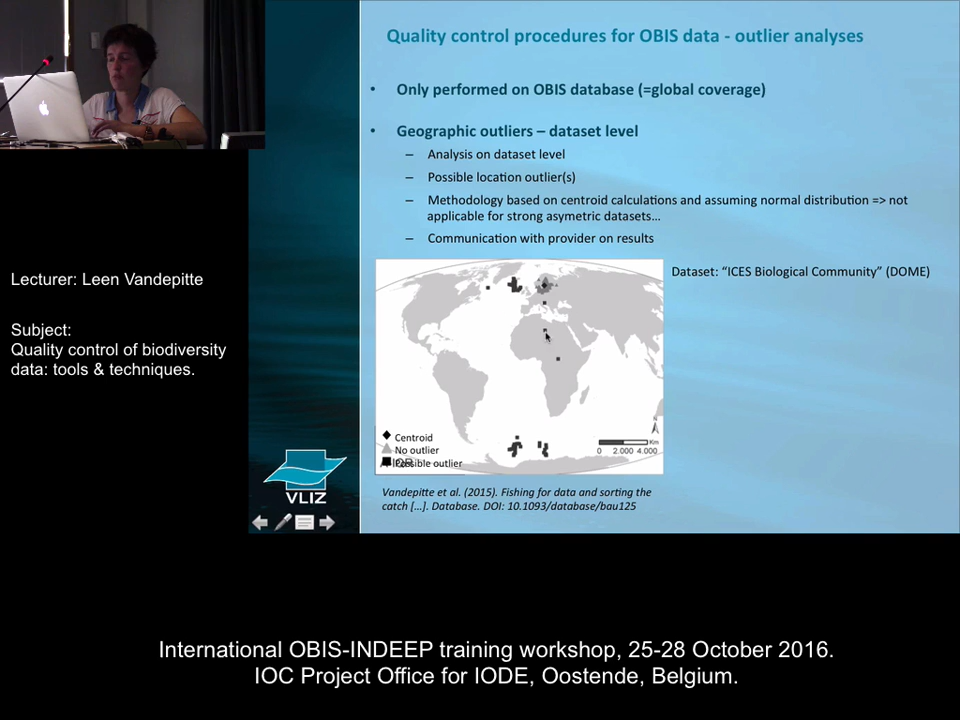 Quality control procedures for OBIS data - outlier analyses
• Only performed on OBIS database (=global coverage)
• Geographic outliers – dataset level
– Analysis on dataset level
– Possible location outlier(s)
– Methodology based on centroid calculations and assuming normal distribution => not
applicable for strong asymetric datasets…
– Communication with provider on results
Dataset: “ICES Biological Community” (DOME)
Centroid
No outlier
Possible outlier
N
Km
0 2.000 4.000
Vandepitte et al. (2015). Fishing for data and sorting the
catch […]. Database. DOI: 10.1093/database/bau125
VLIZ
Lecturer: Leen Vandepitte
Subject:
Quality control of biodiversity
data: tools & techniques.
International OBIS-INDEEP training workshop, 25-28 October 2016.
IOC Project Office for IODE, Oostende, Belgium.